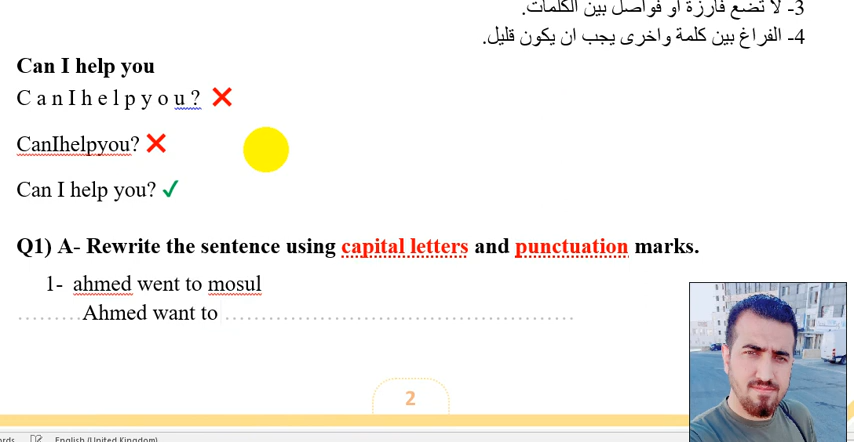 3- لا تضع فارزة او فواصل بين الكلمات.
4- الفراغ بين كلمة واخرى يجب ان يكون قليل.
Can I help you
C a n I h e l p y o u ?
CanIhelpyou?
Can I help you?
Q1) A- Rewrite the sentence using capital letters and punctuation marks.
1- ahmed went to mosul
........Ahmed want to .................................................
2
English (United Kingdom)